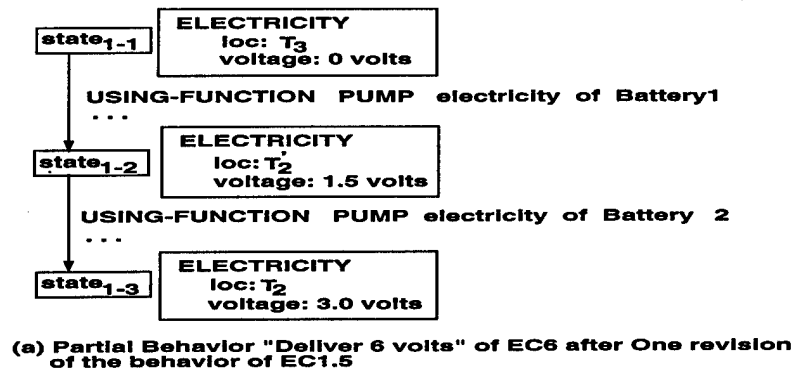 ELECTRICITY
state1-1
loc: T3
voltage: 0 volts
USING-FUNCTION PUMP electricity of Battery1
...
ELECTRICITY
state1-2
loc: T2'
voltage: 1.5 volts
USING-FUNCTION PUMP electricity of Battery 2
...
ELECTRICITY
state1-3
loc: T2
voltage: 3.0 volts
(a) Partial Behavior "Deliver 6 volts" of EC6 after One revision
of the behavior of EC1.5